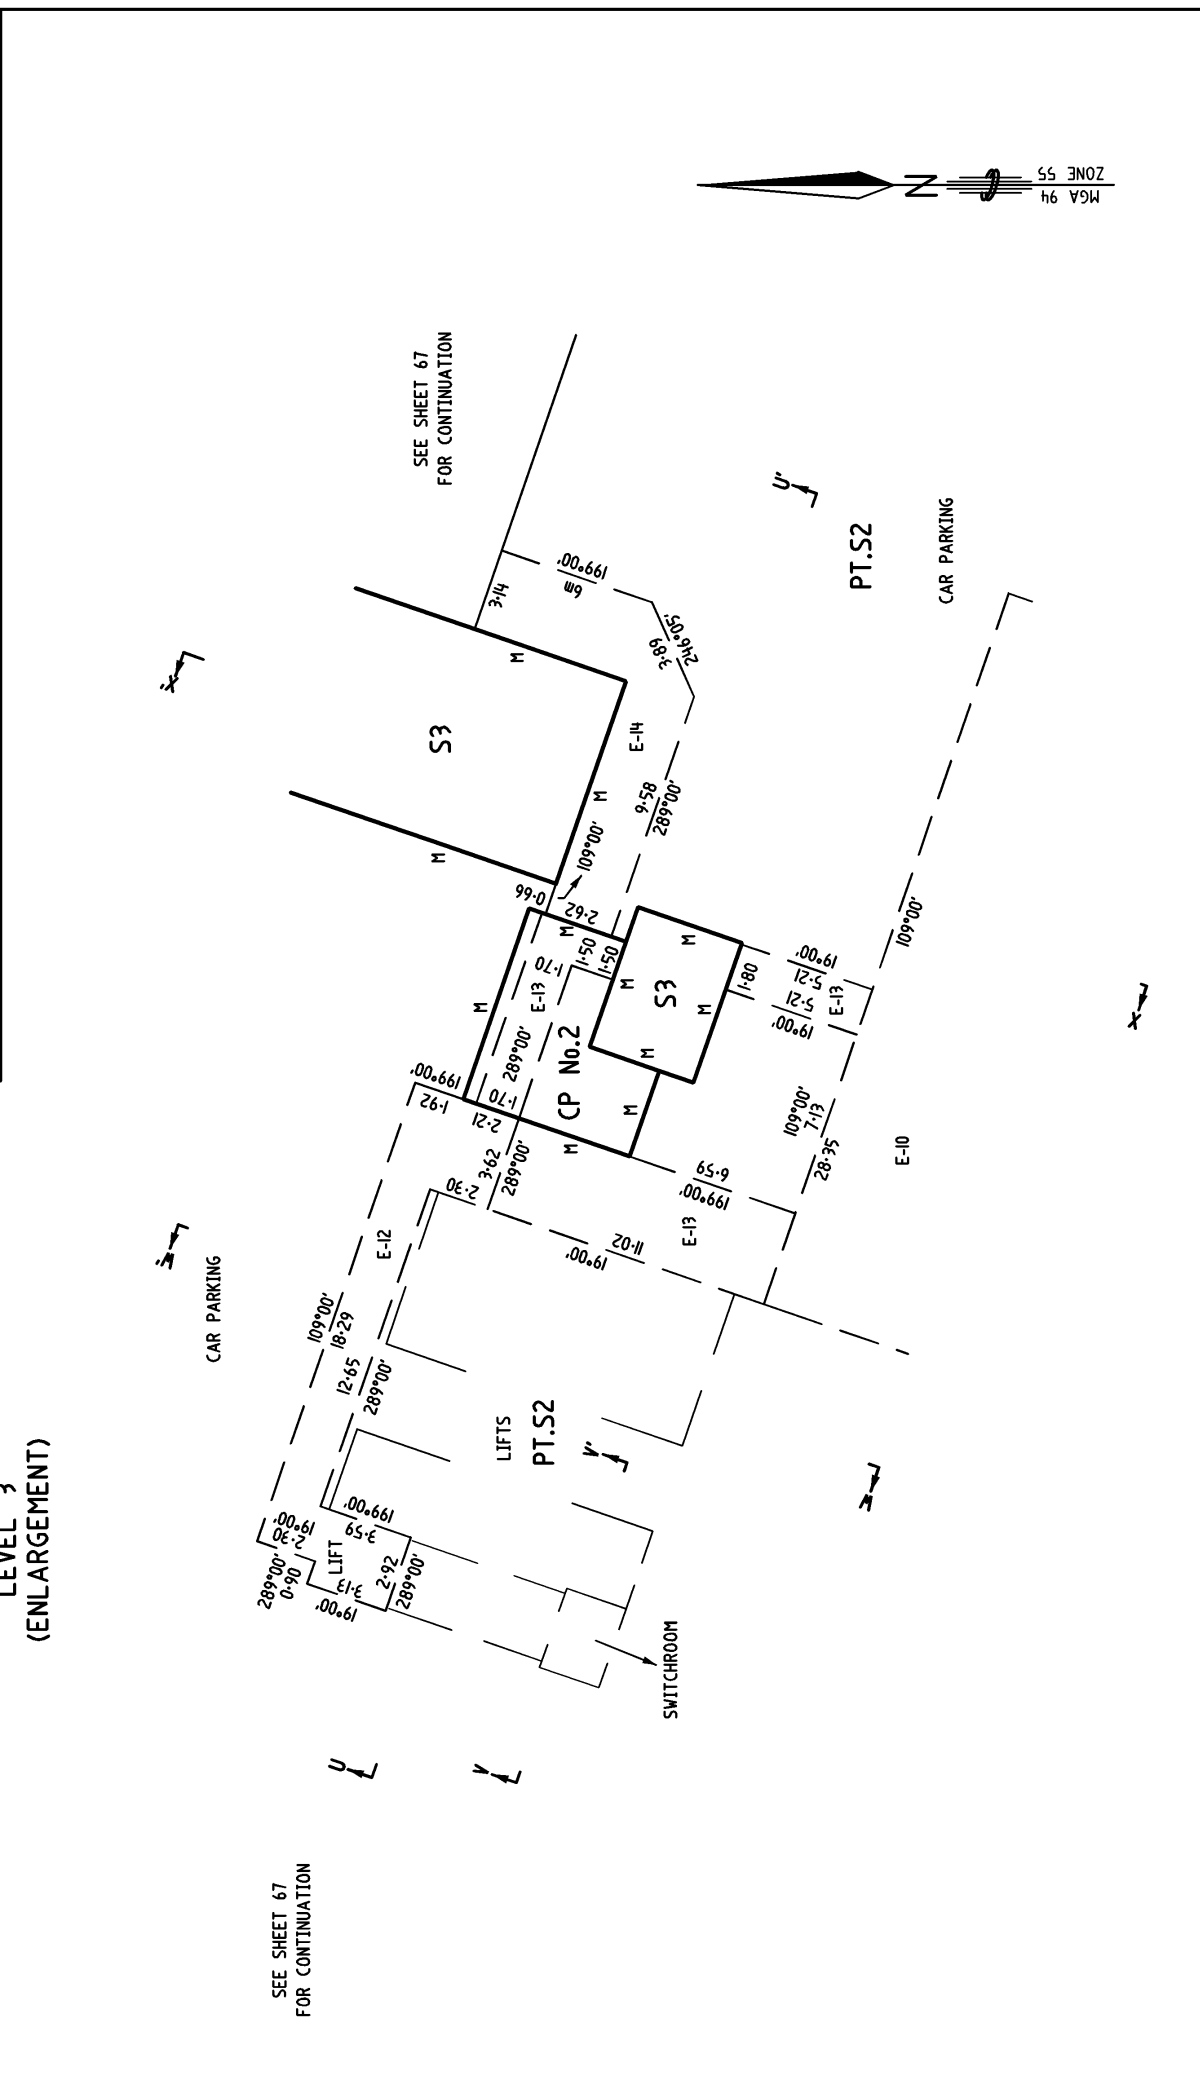 LEVEL 3
(ENLARGEMENT)
MGA 94
ZONE 55
N
SEE SHEET 67
FOR CONTINUATION
X'
S3
M
M
M
3·14
6m
199°00'
3·89
246°05'
E-14
9·58
289°00'
0·66
109°00'
2·62
U'
PT.S2
CAR PARKING
W'
CAR PARKING
E-12
109°00'
18·29
12·65
289°00'
1·92
199°00'
2·21
1·70
2·30
3·62
289°00'
M
M
E-13
289°00'
1·70
1·50
1·50
CP No.2
M
M
S3
M
M
M
M
M
1·80
5·21
19°00'
5·21
19°00'
E-13
109°00'
109°00'
7·13
28·35
E-10
6·59
199°00'
E-13
11·02
19°00'
X
LIFTS
PT.S2
V'
W
2·30
19°00'
289°00'
0·90
LIFT
3·59
199°00'
3·13
19°00'
2·92
289°00'
SWITCHROOM
U
V
SEE SHEET 67
FOR CONTINUATION